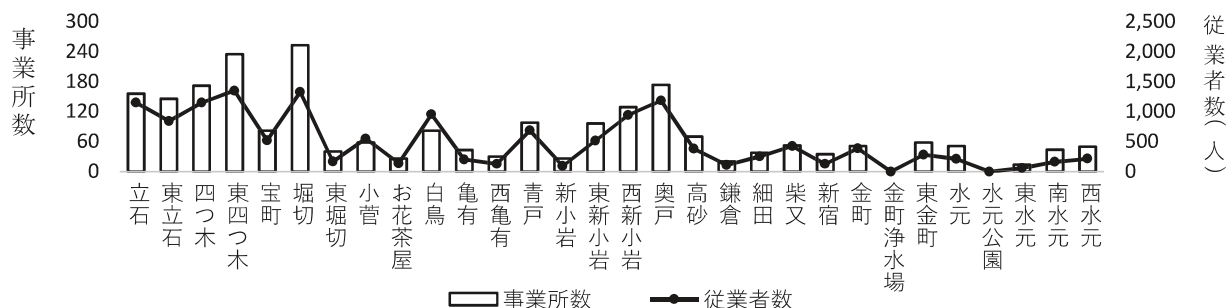 事業所数
300
240
180
120
60
0
従業者数(人)
2,500
2,000
1,500
1,000
500
0
立石
東立石
四つ木
東四つ木
宝町
堀切
東堀切
小菅
お花茶屋
白鳥
亀有
西亀有
青戸
新小岩
東新小岩
西新小岩
奥戸
高砂
鎌倉
細田
柴又
新宿
金町
金町浄水場
東金町
水元
水元公園
東水元
南水元
西水元
事業所数
従業者数